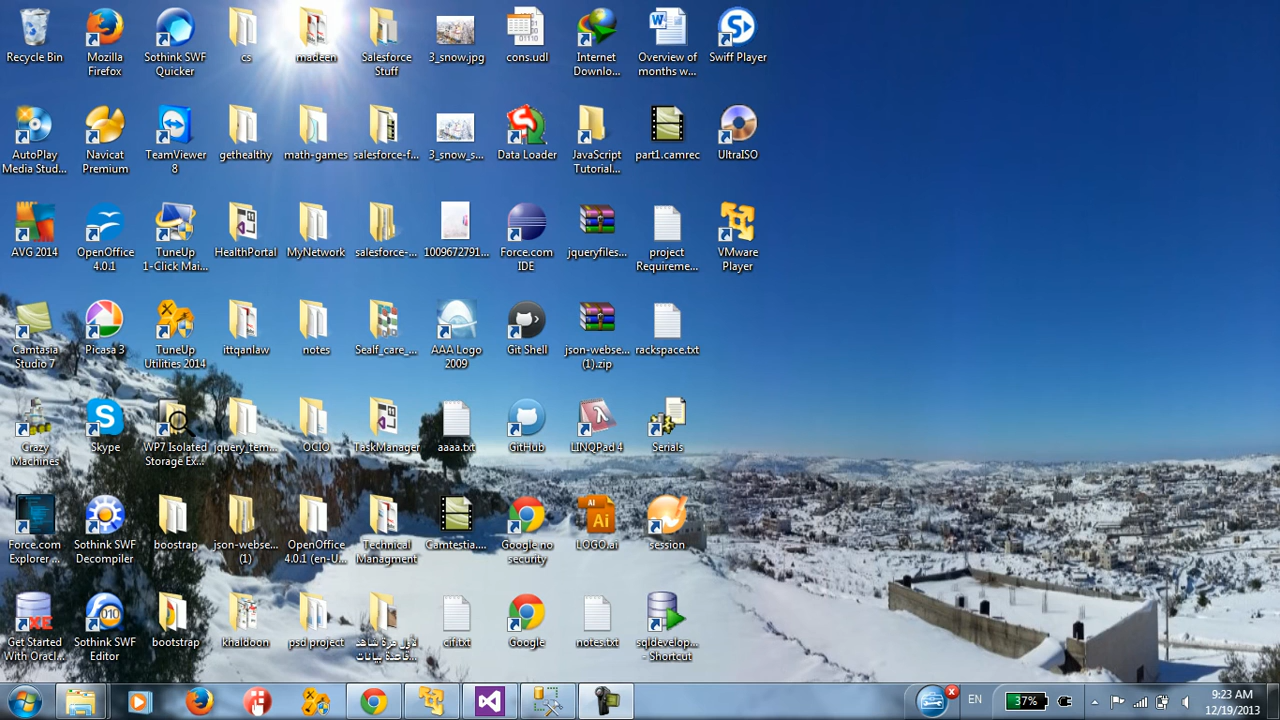 Recycle Bin
Mozilla
Firefox
Sothink SWF
Quicker
cs
madeen
Salesforce
Stuff
3_snow.jpg
cons.udl
Internet
Downlo...
Overview of
months w...
Swiff Player
AutoPlay
Media Stud...
Navicat
Premium
TeamViewer
8
gethealthy
math-games
salesforce-f...
3_snow_s...
Data Loader
JavaScript
Tutorial...
part1.camrec
UltraISO
AVG 2014
OpenOffice
4.0.1
TuneUp
1-Click Mai...
HealthPortal
MyNetwork
salesforce-...
1009672791...
Force.com
IDE
jqueryfiles...
project
Requireme...
VMware
Player
Camtasia
Studio 7
Picasa 3
TuneUp
Utilities 2014
ittqanlaw
notes
Sealf_care_...
AAA Logo
2009
Git Shell
json-webse...
(1).zip
rackspace.txt
Crazy
Machines
Skype
WP7 Isolated
Storage Ex...
jquery_tem...
OCIO
TaskManager
aaaa.txt
GitHub
LINQPad 4
Serials
Force.com
Explorer ...
Sothink SWF
Decompiler
boostrap
json-webse...
(1)
OpenOffice
4.0.1 (en-U...
Technical
Managment
Camtestia....
Google no
security
LOGO.ai
session
Get Started
With Oracl...
Sothink SWF
Editor
bootstrap
khaldoon
psd project
لأول مرة شاهد
قاعدة بيانات...
cifi.txt
Google
notes.txt
sqldevelop...
- Shortcut
EN
37%
9:23 AM
12/19/2013